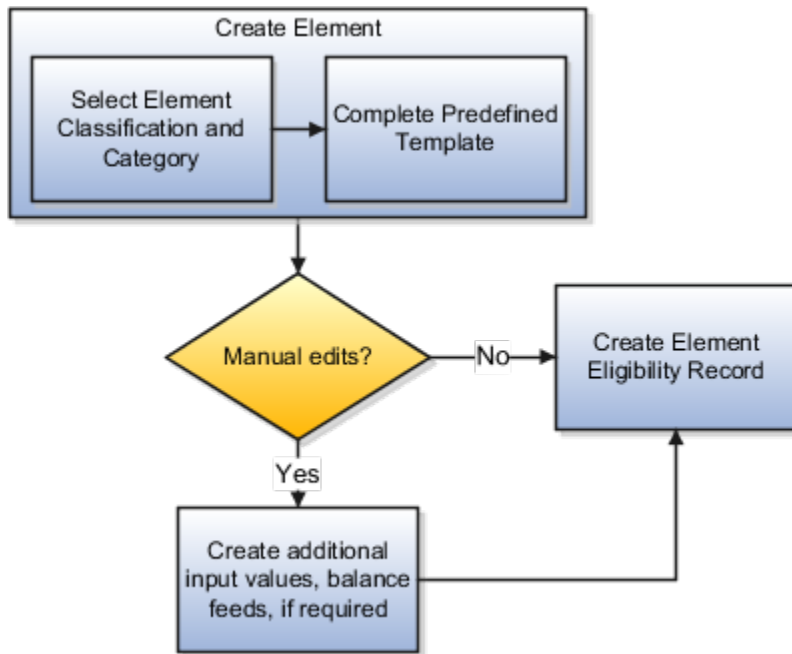 Create Element
Select Element
Classification and
Category
Complete Predefined
Template
Manual edits?
No
Create Element
Eligibility Record
Yes
Create additional
input values, balance
feeds, if required